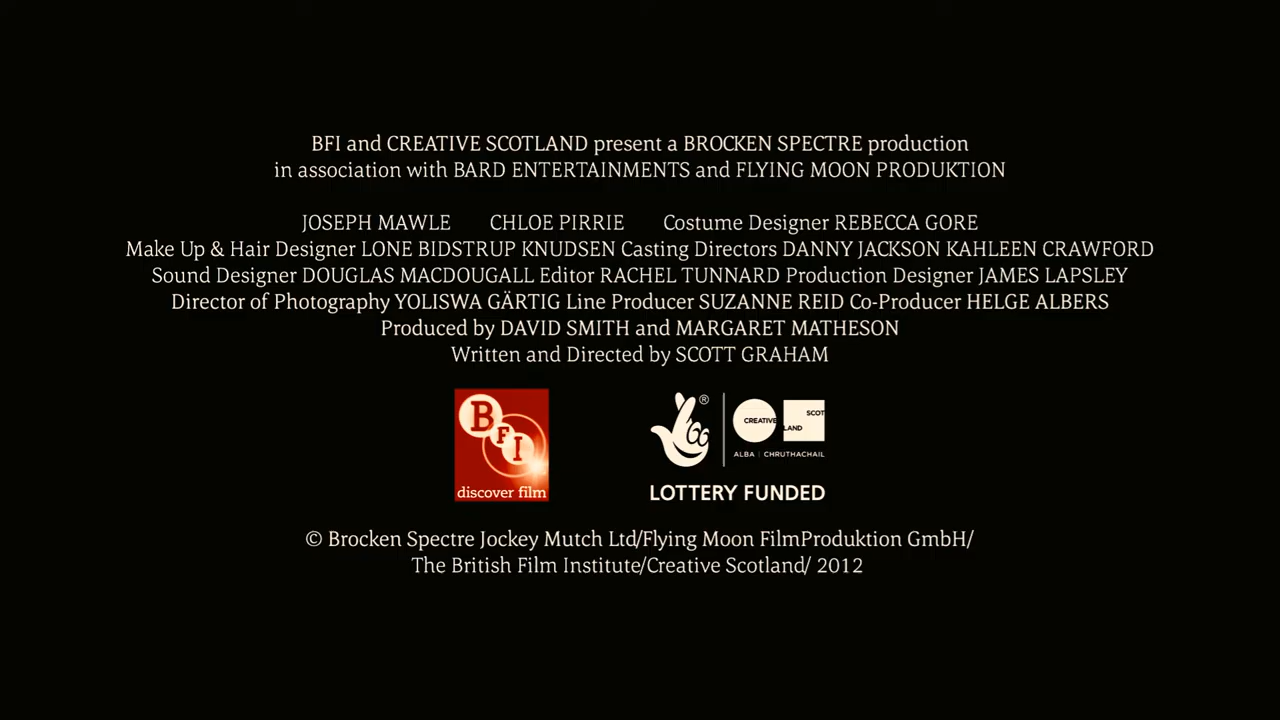 BFI and CREATIVE SCOTLAND present a BROCKEN SPECTRE production
in association with BARD ENTERTAINMENTS and FLYING MOON PRODUKTION
JOSEPH MAWLE CHLOE PIRRIE Costume Designer REBECCA GORE
Make Up & Hair Designer LONE BIDSTRUP KNUDSEN Casting Directors DANNY JACKSON KAHLEEN CRAWFORD
Sound Designer DOUGLAS MACDOUGALL Editor RACHEL TUNNARD Production Designer JAMES LAPSLEY
Director of Photography YOLISWA GÄRTIG Line Producer SUZANNE REID Co-Producer HELGE ALBERS
Produced by DAVID SMITH and MARGARET MATHESON
Written and Directed by SCOTT GRAHAM
BFI
discover film
®
CREATIVE SCOT
LAND
ALBA | CHRUTHACHAIL
LOTTERY FUNDED
© Brocken Spectre Jockey Mutch Ltd/Flying Moon FilmProduktion GmbH/
The British Film Institute/Creative Scotland/ 2012